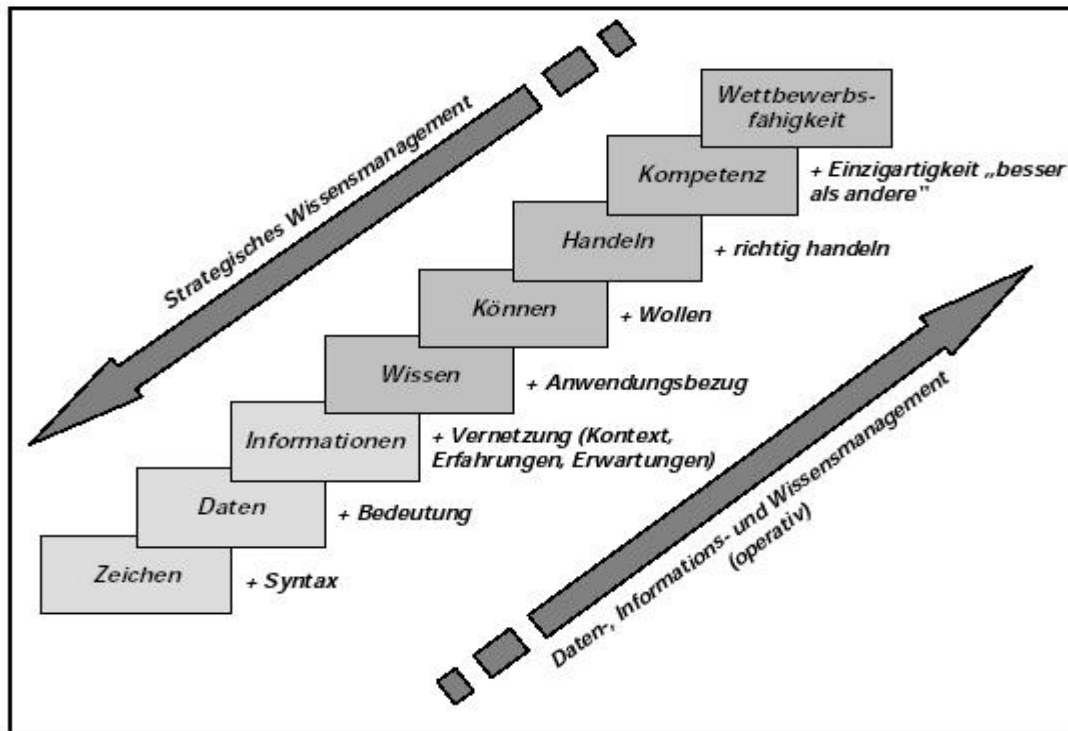 Strategisches Wissensmanagement
Wettbewerbs-
fähigkeit
Kompetenz
+ Einzigartigkeit „besser
als andere"
Handeln
+ richtig handeln
Können
+ Wollen
Wissen
+ Anwendungsbezug
Informationen
+ Vernetzung (Kontext,
Erfahrungen, Erwartungen)
Daten
+ Bedeutung
Zeichen
+ Syntax
Daten-, Informations- und Wissensmanagement
(operativ)